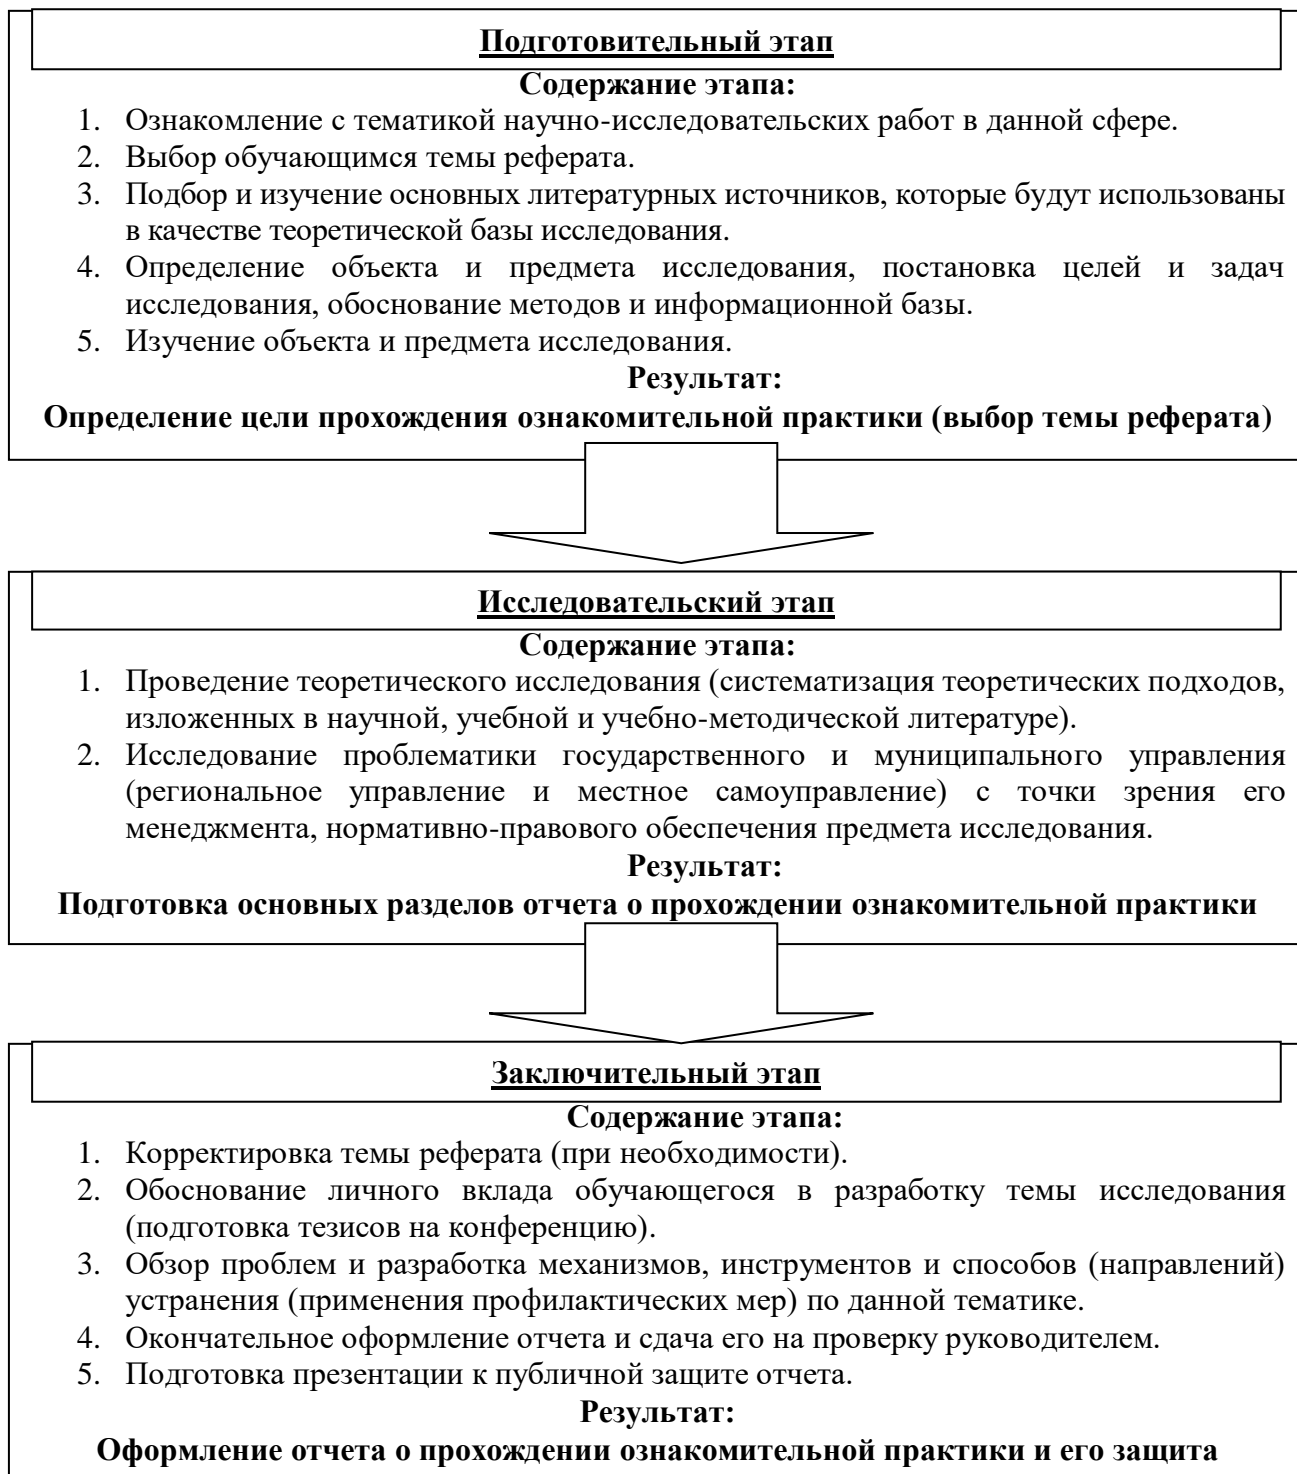 Подготовительный этап
Содержание этапа:
1. Ознакомление с тематикой научно-исследовательских работ в данной сфере.
2. Выбор обучающимся темы реферата.
3. Подбор и изучение основных литературных источников, которые будут использованы
в качестве теоретической базы исследования.
4. Определение объекта и предмета исследования, постановка целей и задач
исследования, обоснование методов и информационной базы.
5. Изучение объекта и предмета исследования.
Результат:
Определение цели прохождения ознакомительной практики (выбор темы реферата)
Исследовательский этап
Содержание этапа:
1. Проведение теоретического исследования (систематизация теоретических подходов,
изложенных в научной, учебной и учебно-методической литературе).
2. Исследование проблематики государственного и муниципального управления
(региональное управление и местное самоуправление) с точки зрения его
менеджмента, нормативно-правового обеспечения предмета исследования.
Результат:
Подготовка основных разделов отчета о прохождении ознакомительной практики
Заключительный этап
Содержание этапа:
1. Корректировка темы реферата (при необходимости).
2. Обоснование личного вклада обучающегося в разработку темы исследования
(подготовка тезисов на конференцию).
3. Обзор проблем и разработка механизмов, инструментов и способов (направлений)
устранения (применения профилактических мер) по данной тематике.
4. Окончательное оформление отчета и сдача его на проверку руководителем.
5. Подготовка презентации к публичной защите отчета.
Результат:
Оформление отчета о прохождении ознакомительной практики и его защита